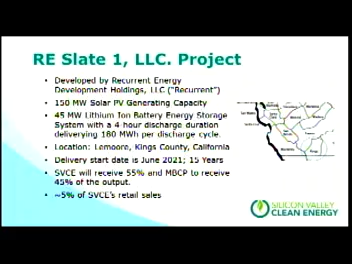 RE Slate 1, LLC. Project
• Developed by Recurrent Energy
Development Holdings, LLC ("Recurrent")
• 150 MW Solar PV Generating Capacity
• 45 MW Lithium Ton Battery Energy Storage
System with a 4 hour discharge duration
deliverying 180 MWh per discharge cycle.
• Location: Lemoore, Kings County, California
• Delivery start date is June 2021; 15 Years
• SVCE will receive 55% and MBCP to receive
45% of the output.
• ~5% of SVCE's retail sales
SILICON VALLEY
CLEAN ENERGY